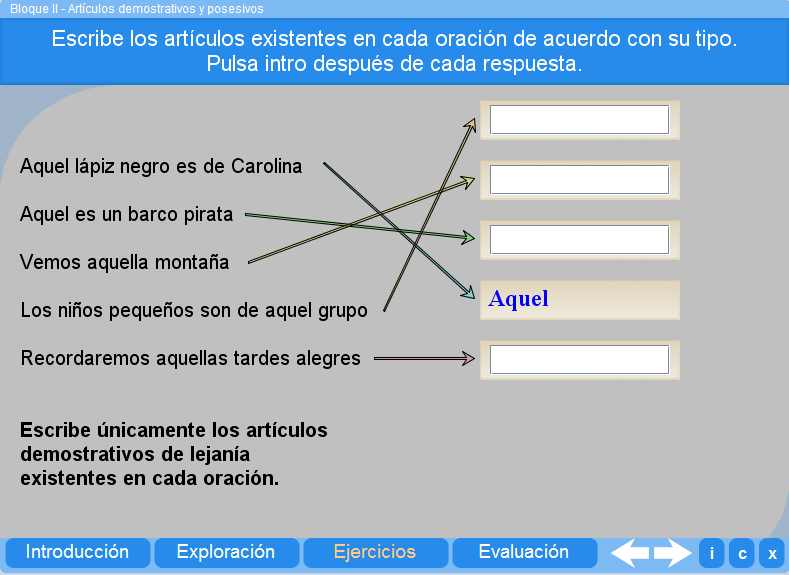 Bloque II - Artículos demostrativos y posesivos
Escribe los artículos existentes en cada oración de acuerdo con su tipo.
Pulsa intro después de cada respuesta.
Aquel lápiz negro es de Carolina
Aquel es un barco pirata
Vemos aquella montaña
Los niños pequeños son de aquel grupo
Recordaremos aquellas tardes alegres
Aquel
Escribe únicamente los artículos
demostrativos de lejanía
existentes en cada oración.
Introducción Exploración Ejercicios Evaluación i c x